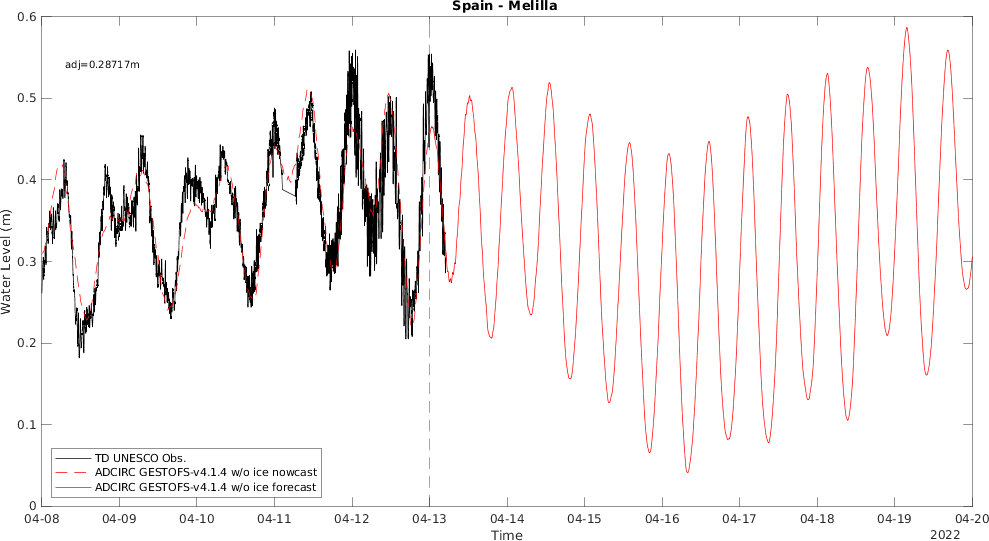 Spain - Melilla
adj=0.28717m
Water Level (m)
0.6
0.5
0.4
0.3
0.2
0.1
0
TD UNESCO Obs.
ADCIRC GESTOFS-v4.1.4 w/o ice nowcast
ADCIRC GESTOFS-v4.1.4 w/o ice forecast
04-08 04-09 04-10 04-11 04-12 04-13 04-14 04-15 04-16 04-17 04-18 04-19 04-20
Time
2022